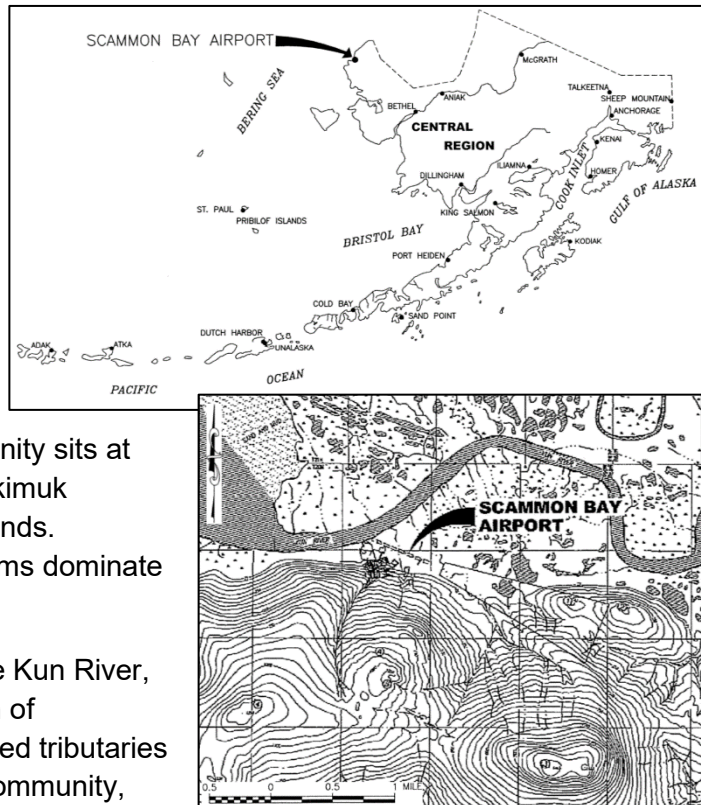 SCAMMON BAY AIRPORT
McGRATH
BERING SEA
TALKEETNA
SHEEP MOUNTAIN
ANIAK
BETHEL
ANCHORAGE
CENTRAL
REGION
KENAI
ILIAMNA
COOK INLET
DILLINGHAM
HOMER
GULF OF ALASKA
ST. PAUL
KING SALMON
PRIBILOF ISLANDS
BRISTOL BAY
KODIAK
PORT HEIDEN
COLD BAY
SAND POINT
DUTCH HARBOR
ADAK
ATKA
UNALASKA
PACIFIC
OCEAN
nity sits at
kimuk
nds.
ms dominate
SCAMMON BAY
AIRPORT
e Kun River,
n of
ed tributaries
ommunity,
0.5
0
0.5
1 MILE